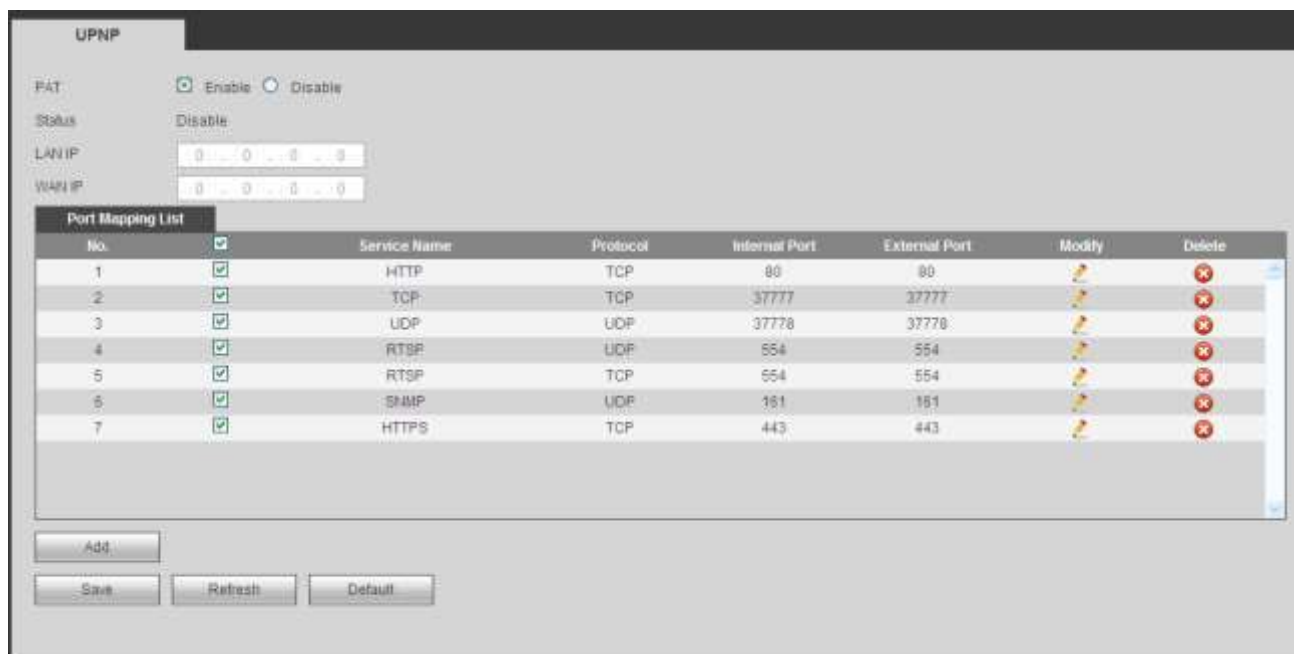 UPNP
PAT Enable Disable
Status Disable
LAN IP 0 . 0 . 0 . 0
WAN IP 0 . 0 . 0 . 0
Port Mapping List
No. Service Name Protocol Internal Port External Port Modify Delete
1 HTTP TCP 80 80
2 TCP TCP 37777 37777
3 UDP UDP 37778 37778
4 RTSP UDP 554 554
5 RTSP TCP 554 554
6 SNMP UDP 161 161
7 HTTPS TCP 443 443
Add
Save Refresh Default